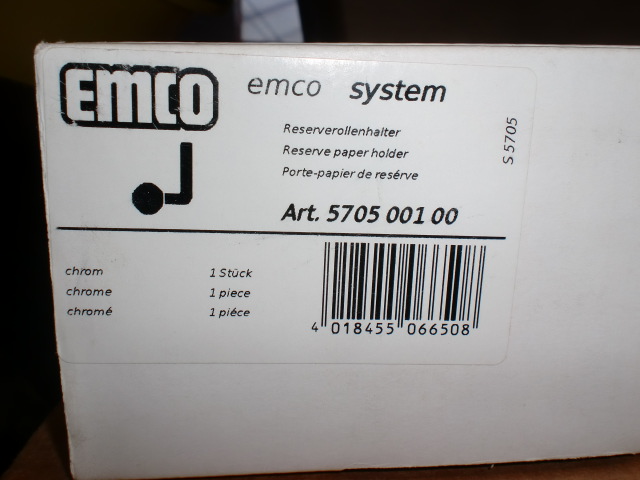 EMCO
emco system
Reserverollenhalter
Reserve paper holder
Porte-papier de resérve
Art. 5705 001 00
S 5705
chrom 1 Stück
chrome 1 piece
chromé 1 piéce
4 018455 066508